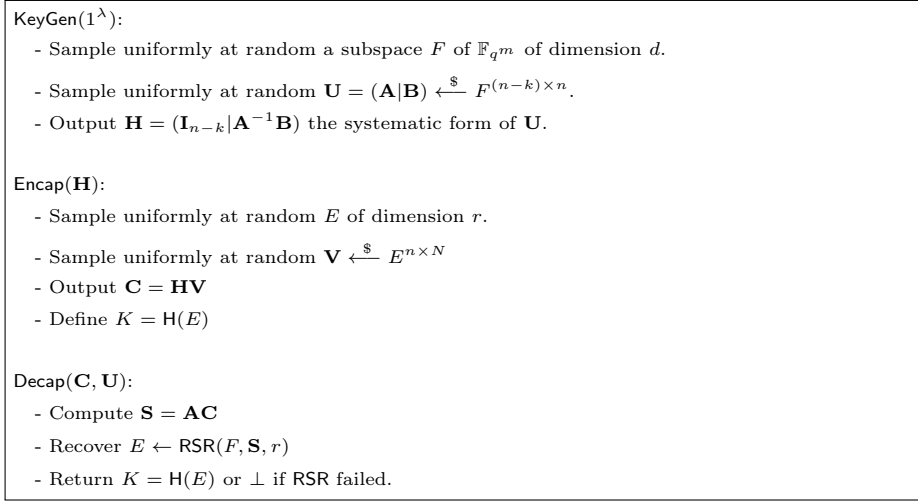 KeyGen(1^λ):
- Sample uniformly at random a subspace F of 𝔽_{q^m} of dimension d.
- Sample uniformly at random U = (A|B) ←$ F^{(n−k)×n}.
- Output H = (I_{n−k}|A^{−1}B) the systematic form of U.
Encap(H):
- Sample uniformly at random E of dimension r.
- Sample uniformly at random V ←$ E^{n×N}
- Output C = HV
- Define K = H(E)
Decap(C, U):
- Compute S = AC
- Recover E ← RSR(F, S, r)
- Return K = H(E) or ⊥ if RSR failed.